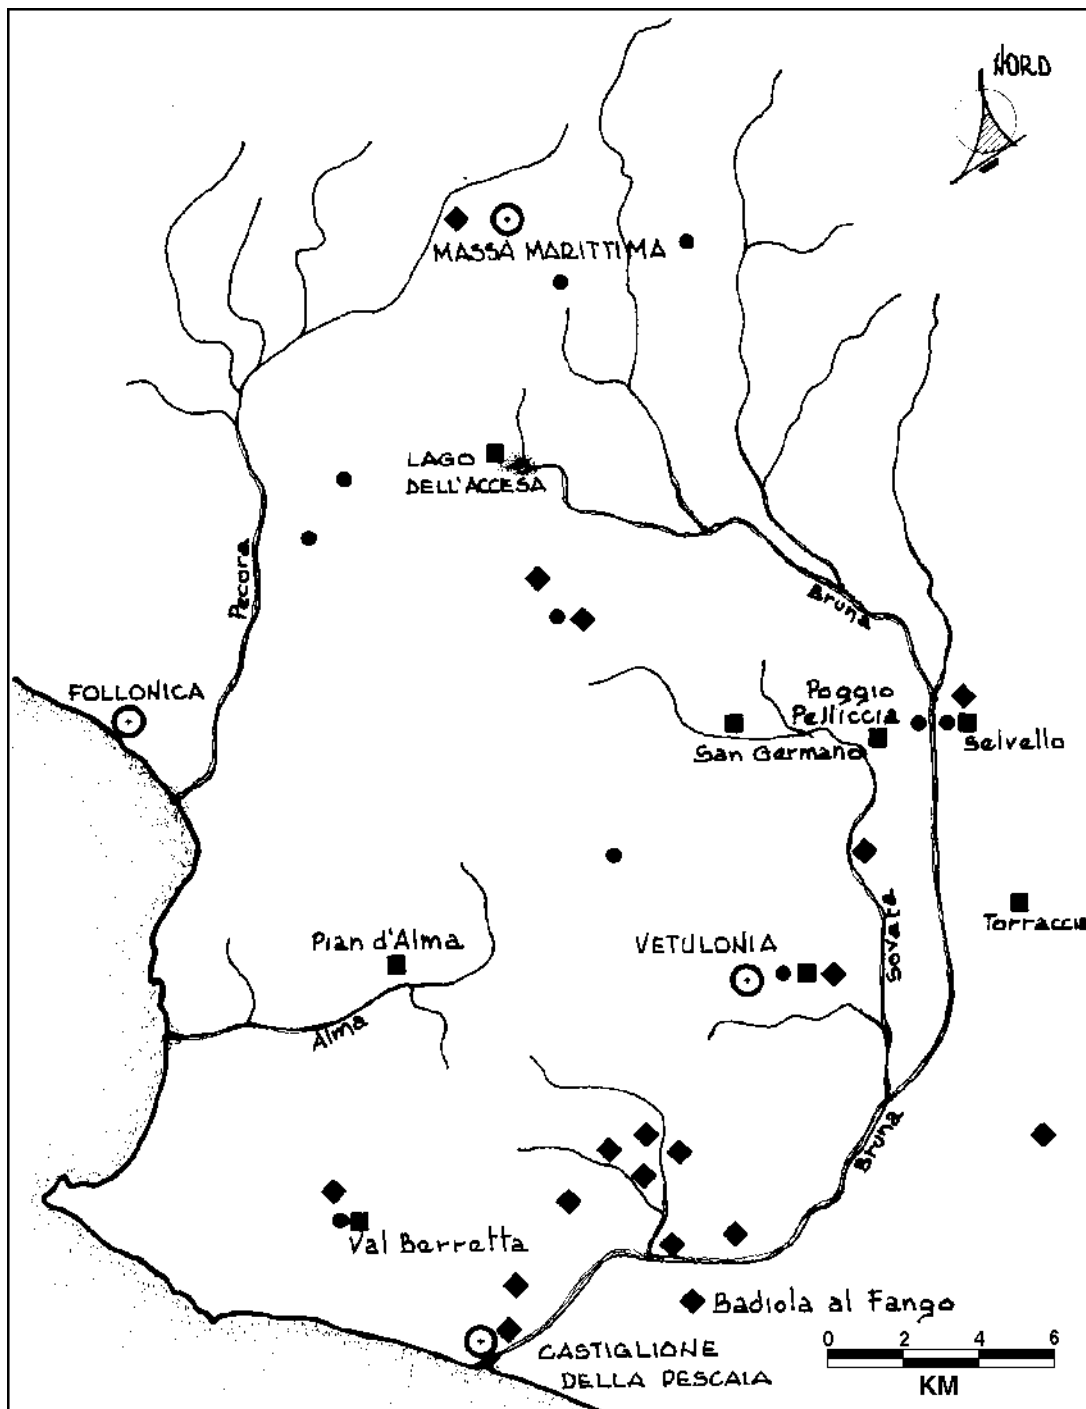 NORD
MASSA MARITTIMA
LAGO
DELL'ACCESA
Pecora
Bruna
FOLLONICA
Poggio
Pelliccia
San Germano
Selvello
Torraccia
Pian d'Alma
VETULONIA
Sovata
Alma
Bruna
Val Berretta
Badiola al Fango
CASTIGLIONE
DELLA PESCAIA
0 2 4 6
KM